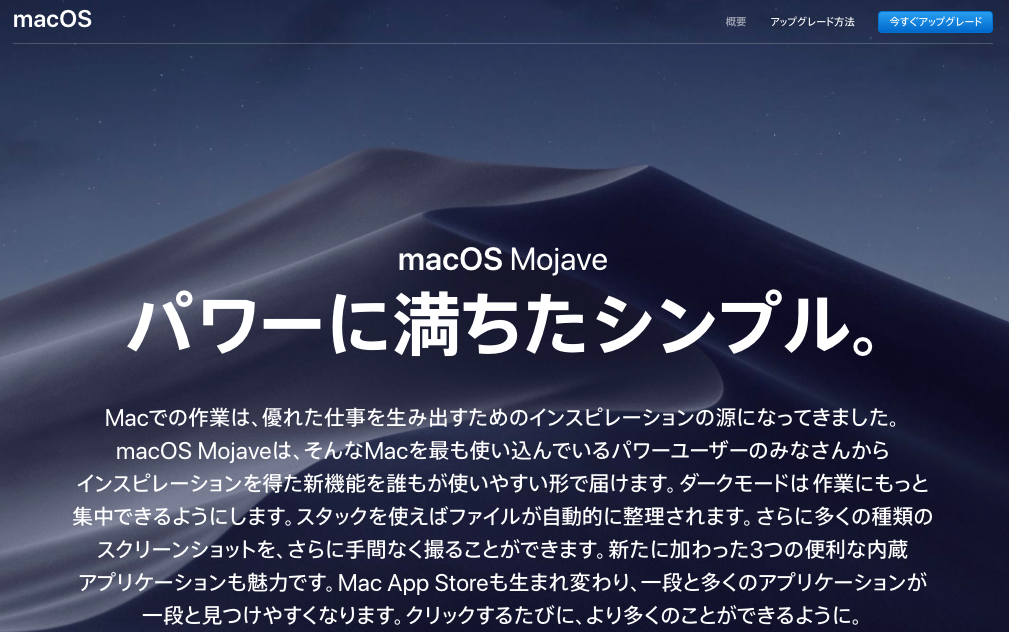 macOS
概要
アップグレード方法
今すぐアップグレード
macOS Mojave
パワーに満ちたシンプル。
Macでの作業は、優れた仕事を生み出すためのインスピレーションの源になってきました。
macOS Mojaveは、そんなMacを最も使い込んでいるパワーユーザーのみなさんから
インスピレーションを得た新機能を誰もが使いやすい形で届けます。ダークモードは作業にもっと
集中できるようにします。スタックを使えばファイルが自動的に整理されます。さらに多くの種類の
スクリーンショットを、さらに手間なく撮ることができます。新たに加わった3つの便利な内蔵
アプリケーションも魅力です。Mac App Storeも生まれ変わり、一段と多くのアプリケーションが
一段と見つけやすくなります。クリックするたびに、より多くのことができるように。